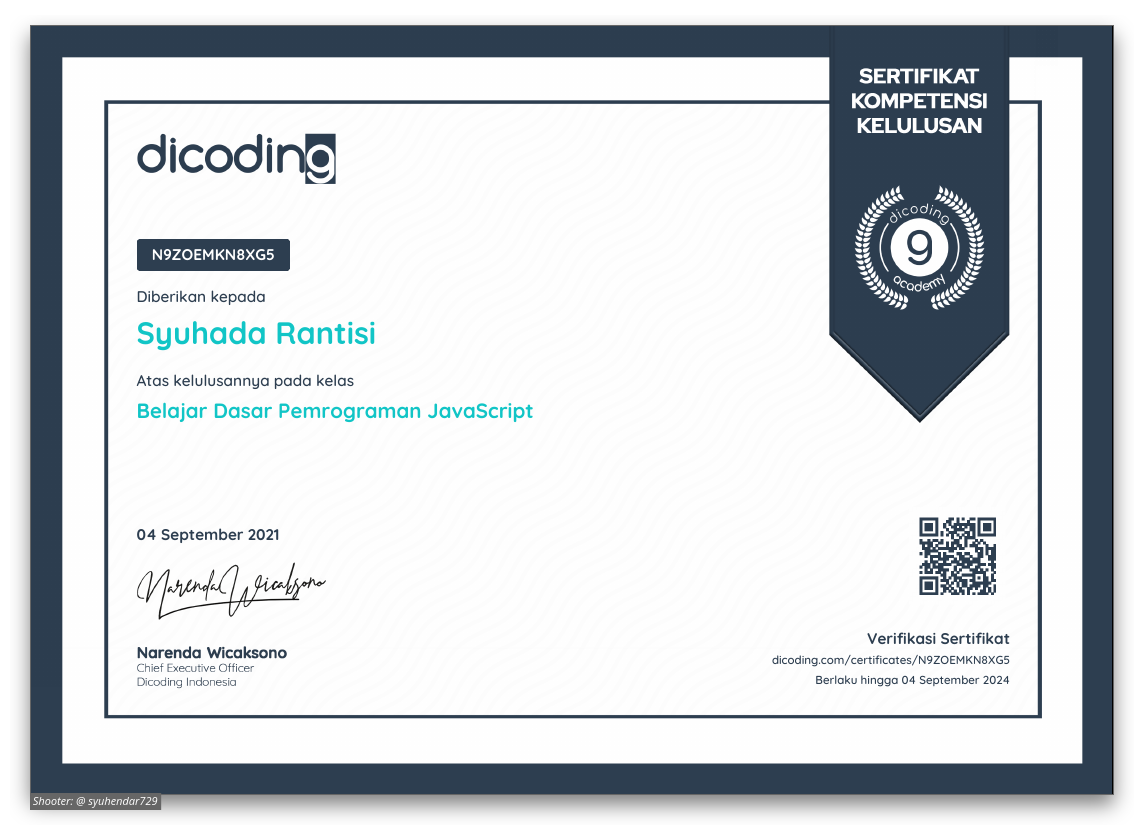 SERTIFIKAT
KOMPETENSI
KELULUSAN
dicoding
dicoding
9
academy
N9ZOEMKN8XG5
Diberikan kepada
Syuhada Rantisi
Atas kelulusannya pada kelas
Belajar Dasar Pemrograman JavaScript
04 September 2021
Narenda Wicaksono
Narenda Wicaksono
Chief Executive Officer
Dicoding Indonesia
Verifikasi Sertifikat
dicoding.com/certificates/N9ZOEMKN8XG5
Berlaku hingga 04 September 2024
Shooter: @ syuhendar729